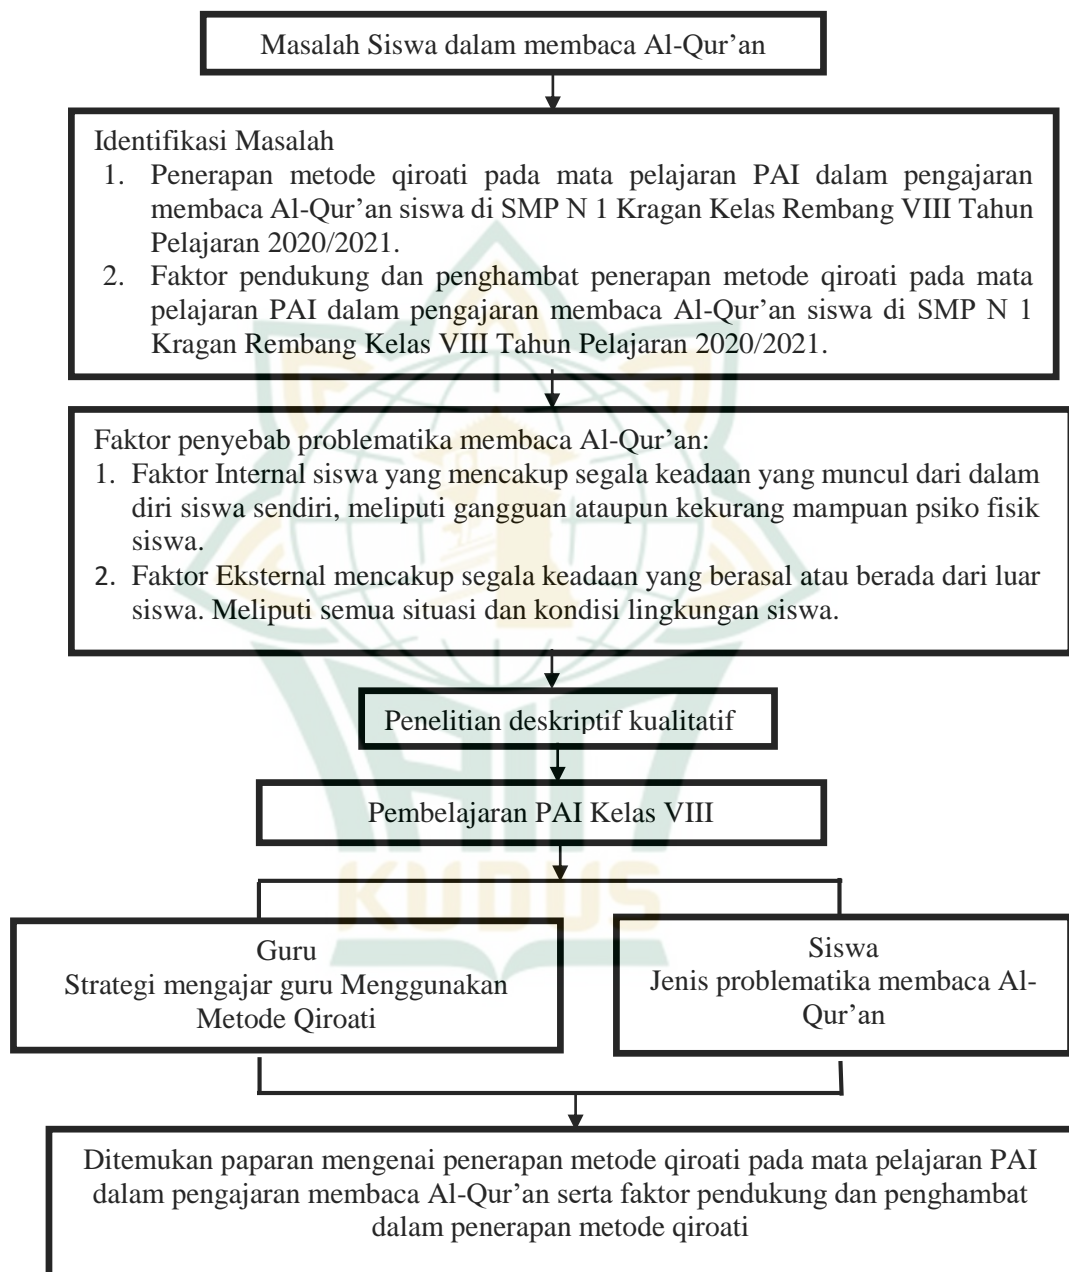 Masalah Siswa dalam membaca Al-Qur’an
Identifikasi Masalah
1. Penerapan metode qiroati pada mata pelajaran PAI dalam pengajaran
membaca Al-Qur’an siswa di SMP N 1 Kragan Kelas Rembang VIII Tahun
Pelajaran 2020/2021.
2. Faktor pendukung dan penghambat penerapan metode qiroati pada mata
pelajaran PAI dalam pengajaran membaca Al-Qur’an siswa di SMP N 1
Kragan Rembang Kelas VIII Tahun Pelajaran 2020/2021.
Faktor penyebab problematika membaca Al-Qur’an:
1. Faktor Internal siswa yang mencakup segala keadaan yang muncul dari dalam
diri siswa sendiri, meliputi gangguan ataupun kekurang mampuan psiko fisik
siswa.
2. Faktor Eksternal mencakup segala keadaan yang berasal atau berada dari luar
siswa. Meliputi semua situasi dan kondisi lingkungan siswa.
Penelitian deskriptif kualitatif
Pembelajaran PAI Kelas VIII
KUDUS
Guru
Strategi mengajar guru Menggunakan
Metode Qiroati
Siswa
Jenis problematika membaca Al-
Qur’an
Ditemukan paparan mengenai penerapan metode qiroati pada mata pelajaran PAI
dalam pengajaran membaca Al-Qur’an serta faktor pendukung dan penghambat
dalam penerapan metode qiroati